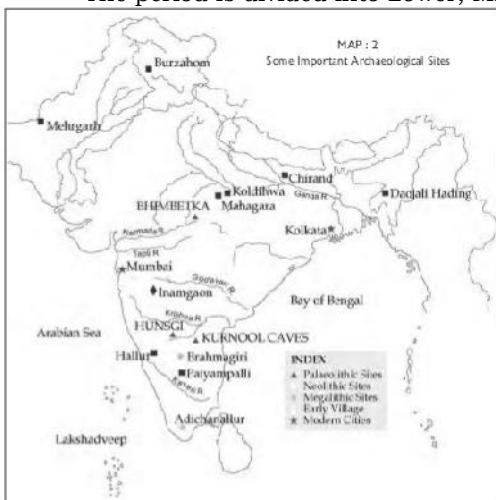 The period is divided into Lower, M
MAP : 2
Some Important Archaeological Sites
Burzahom
Melugarh
Chirand
Koldihwa
Mahagara
Ganga R.
Daojali Hading
BHIMBETKA
Narmada R.
Kolkata
Tapti R.
Mumbai
Godavari R.
Inamgaon
Bay of Bengal
Krishna R.
Arabian Sea
HUNSGI
KURNOOL CAVES
Hallur
Brahmagiri
Paiyampalli
Kaveri R.
Adichanallur
Lakshadveep
INDEX
Palaeolithic Sites
Neolithic Sites
Megalithic Sites
Early Village
Modern Cities